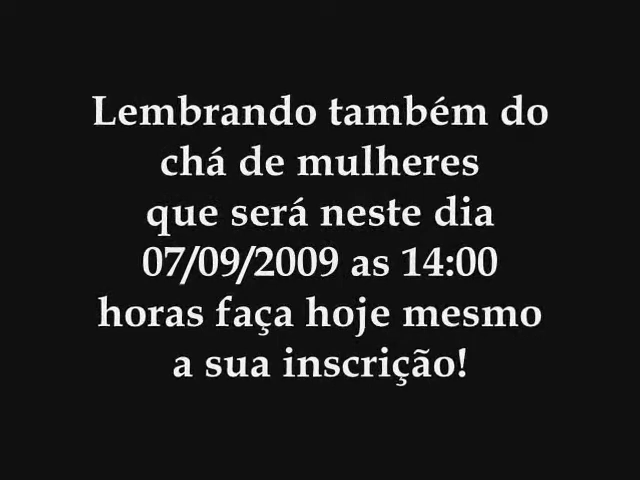 Lembrando também do
chá de mulheres
que será neste dia
07/09/2009 as 14:00
horas faça hoje mesmo
a sua inscrição!